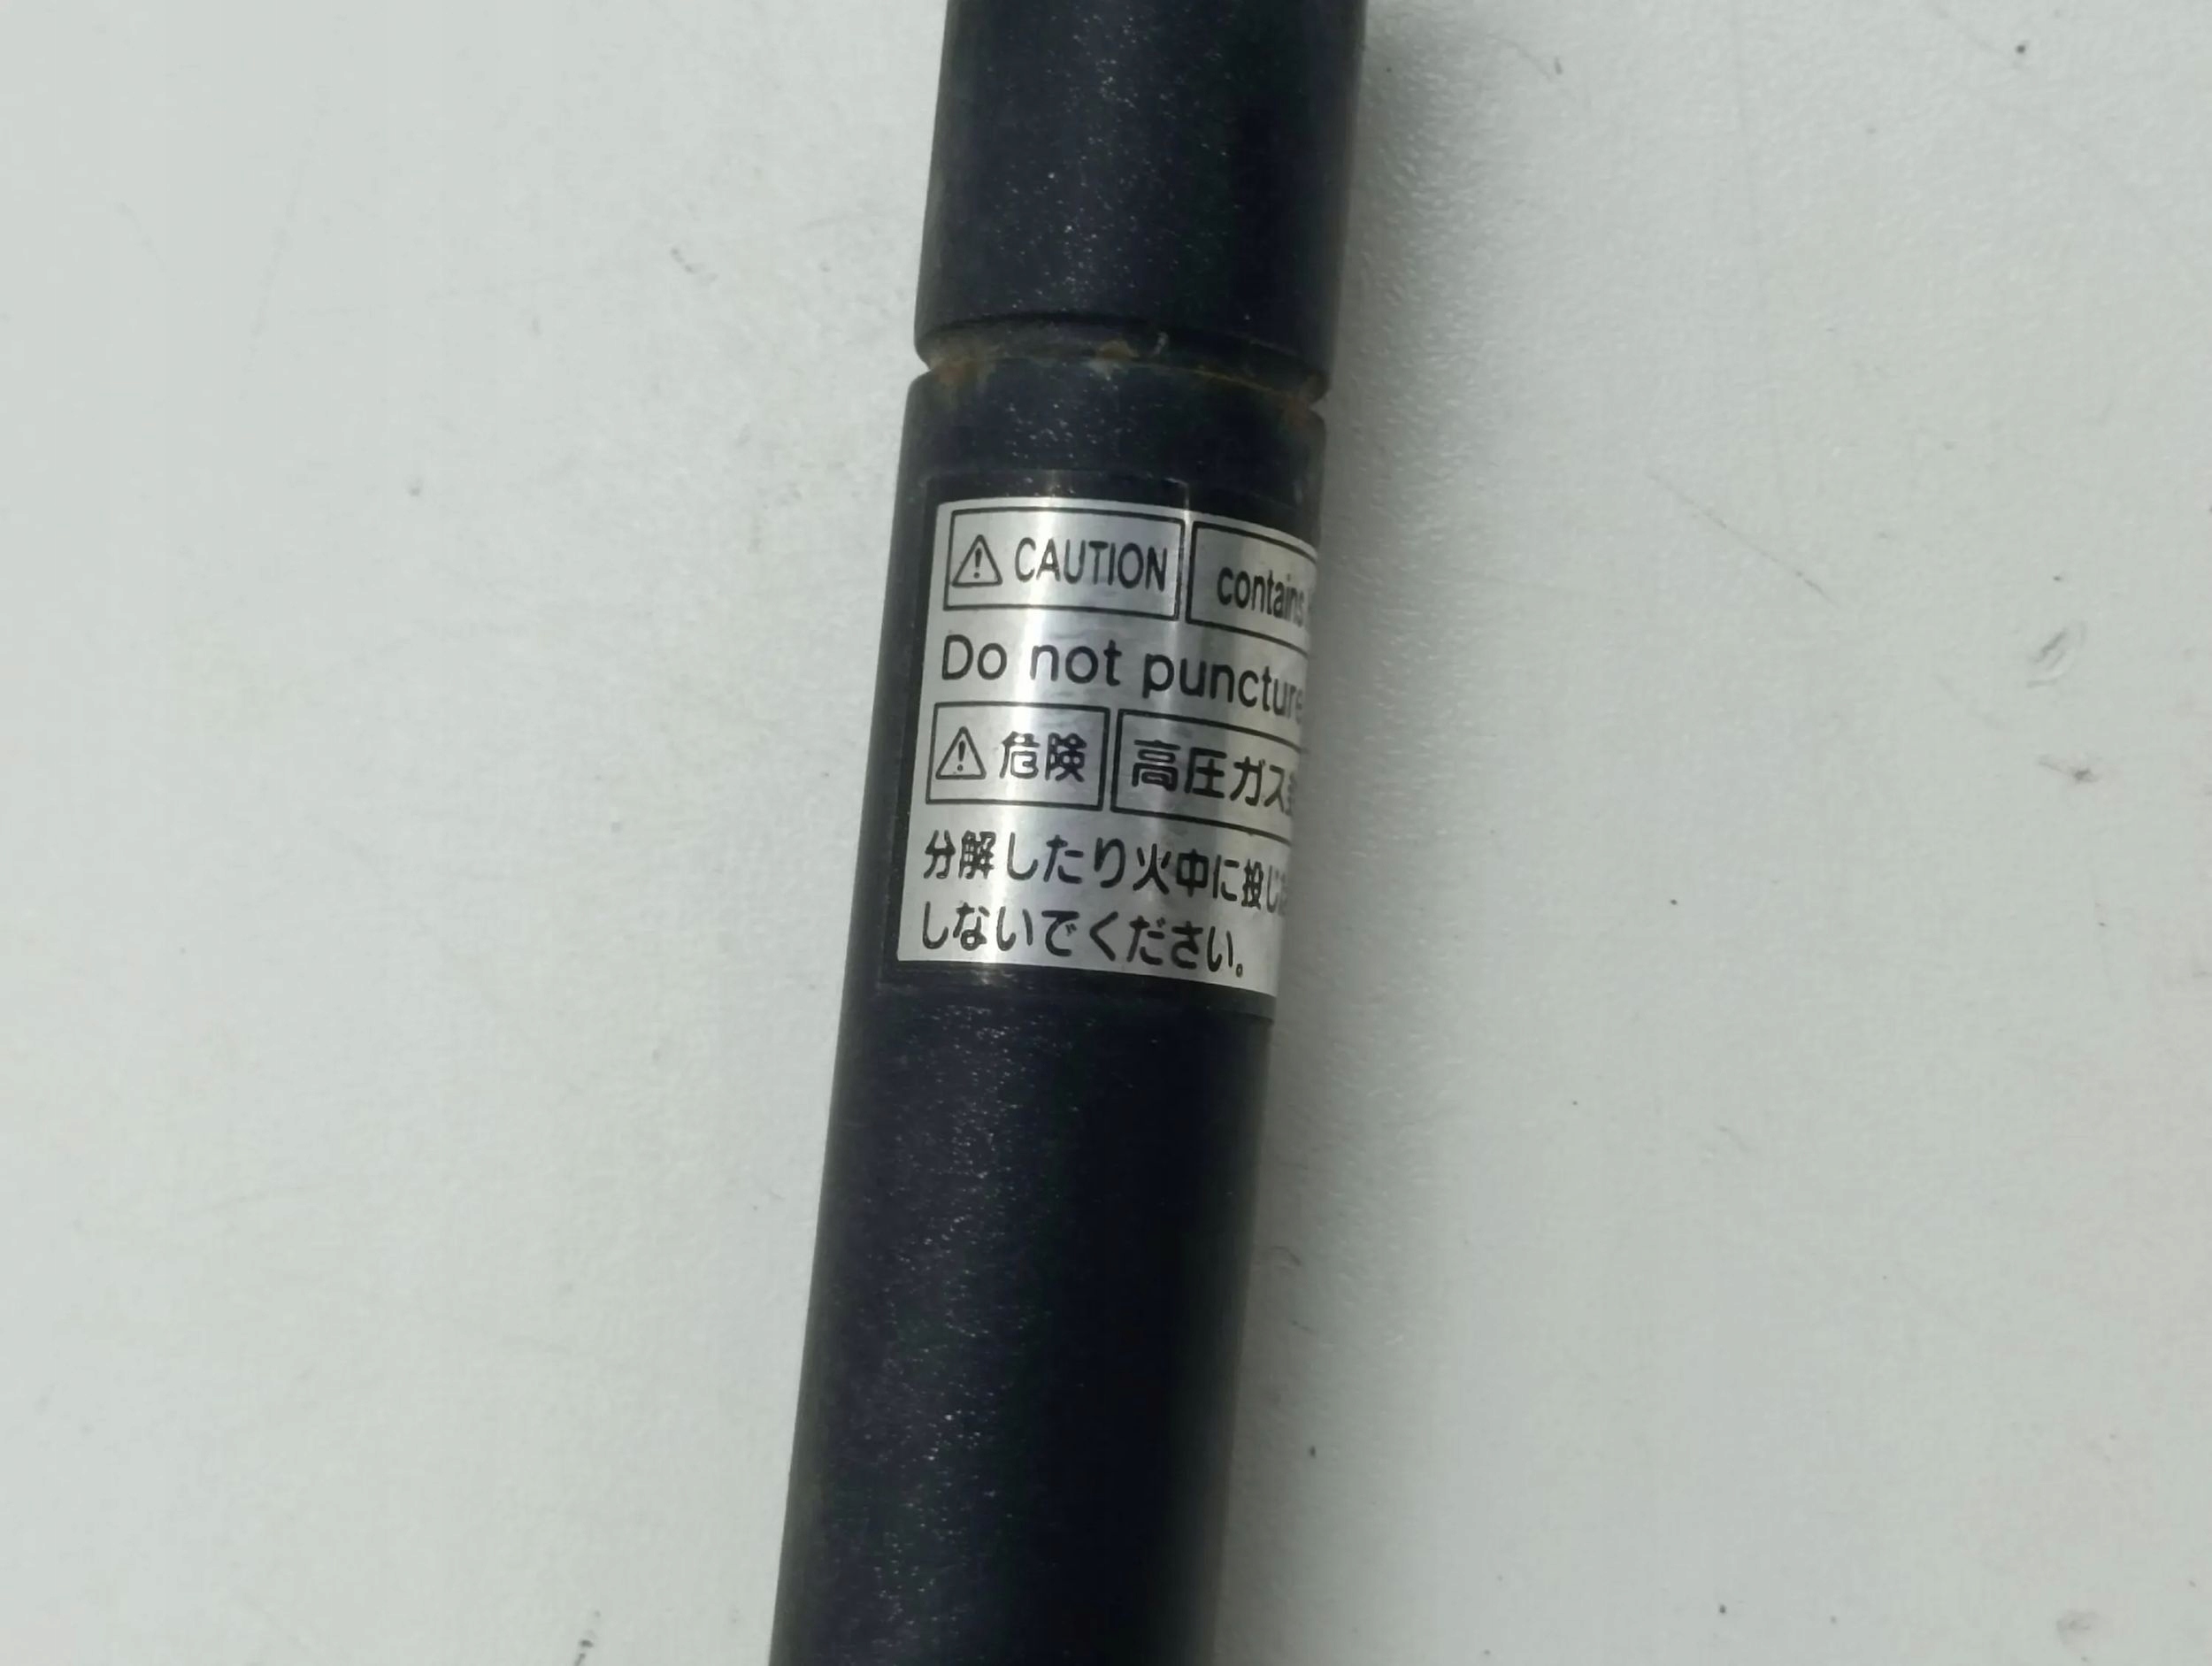 ⚠ CAUTION contains
Do not puncture
⚠ 危険 高圧ガス
分解したり火中に投じ
しないでください。